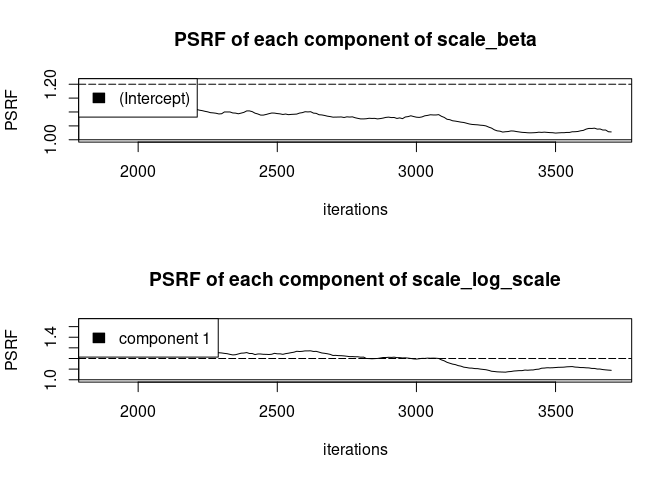 PSRF of each component of scale_beta
PSRF
1.20
1.00
(Intercept)
2000 2500 3000 3500
iterations
PSRF of each component of scale_log_scale
PSRF
1.4
1.0
component 1
2000 2500 3000 3500
iterations